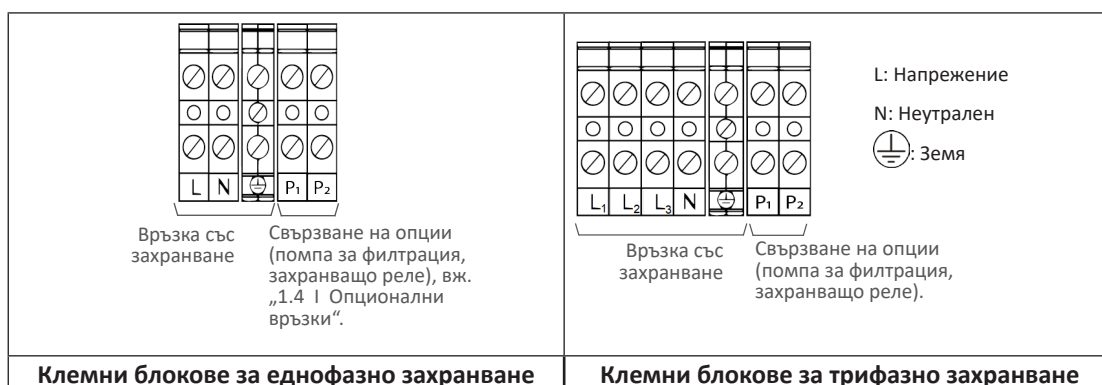 L N P₁ P₂
Връзка със
захранване
Свързване на опции
(помпа за филтрация,
захранващо реле), вж.
„1.4 I Опционални
връзки“.
Клемни блокове за еднофазно захранване
L₁ L₂ L₃ N P₁ P₂
Връзка със
захранване
Свързване на опции
(помпа за филтрация,
захранващо реле).
L: Напрежение
N: Неутрален
: Земя
Клемни блокове за трифазно захранване